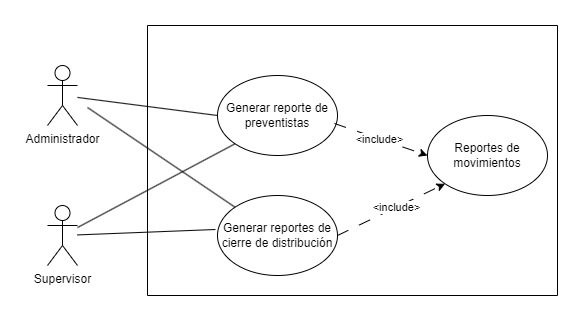 Administrador
Generar reporte de
preventistas
<include>
Reportes de
movimientos
<include>
Generar reportes de
cierre de distribución
Supervisor